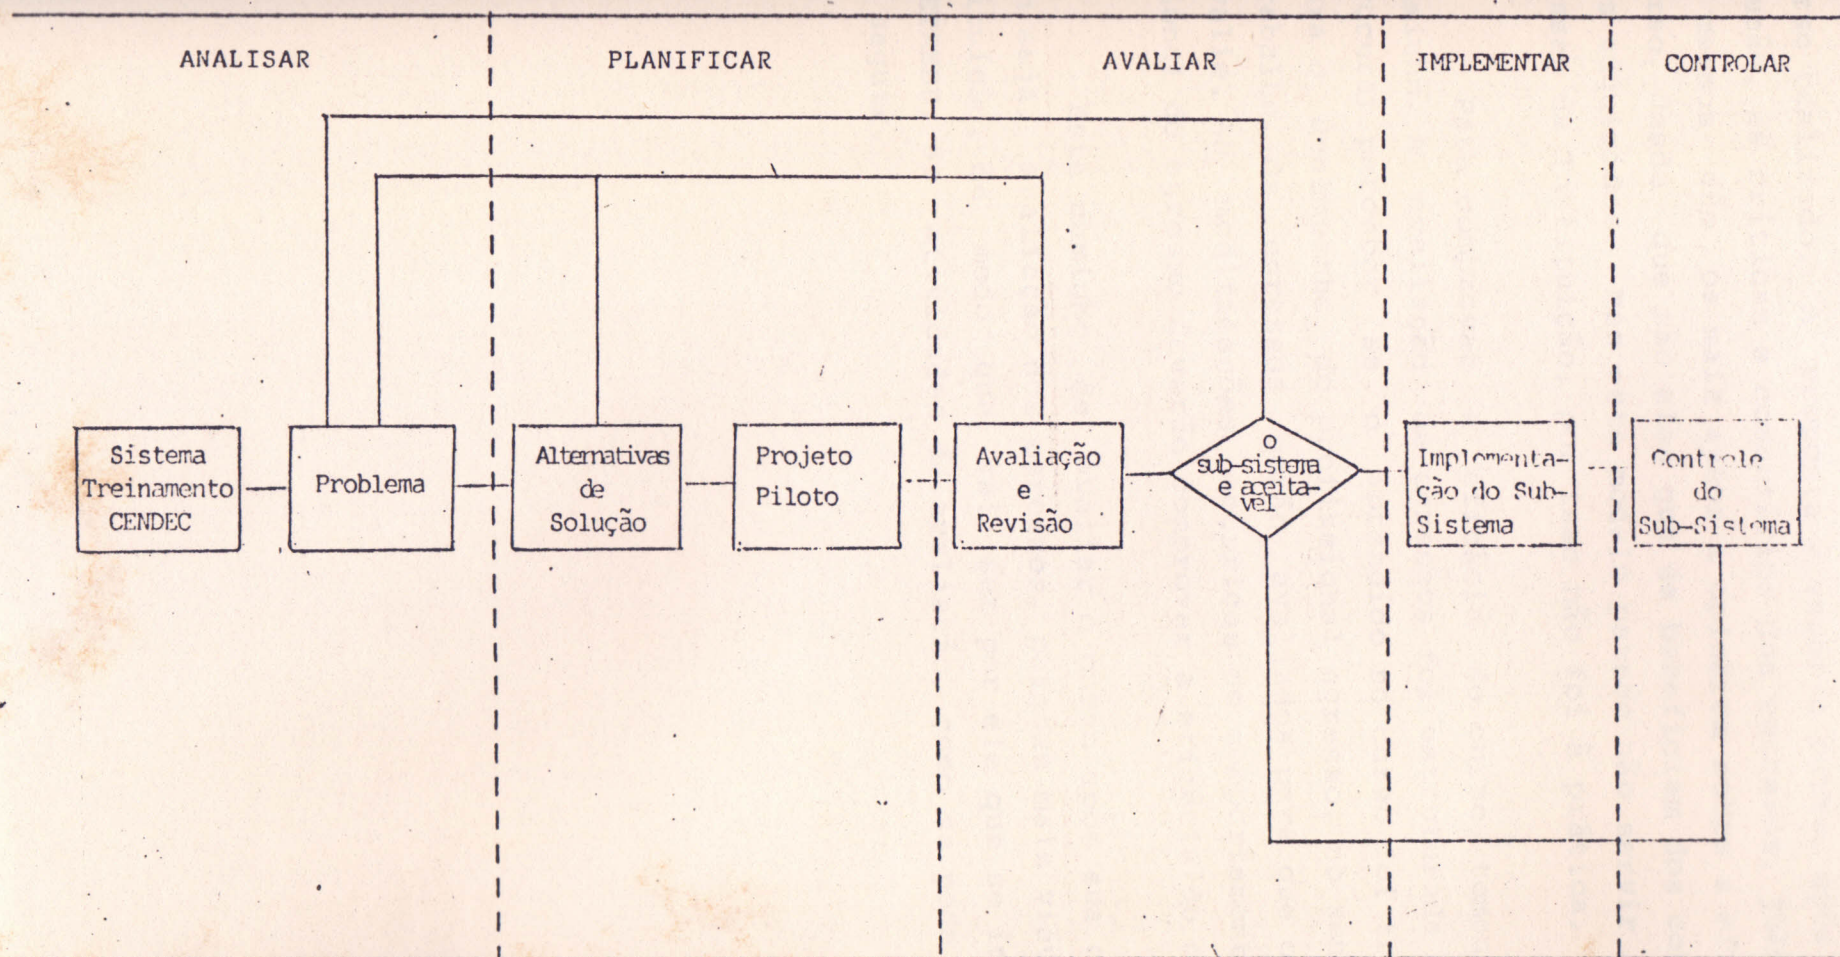 ANALISAR
PLANIFICAR
AVALIAR
IMPLEMENTAR
CONTROLAR
Sistema
Treinamento
CENDEC
Problema
Alternativas
de
Solução
Projeto
Piloto
Avaliação
e
Revisão
o
sub-sistema
e aceita-
vel
Implementa-
ção do Sub-
Sistema
Controle
do
Sub-Sistema